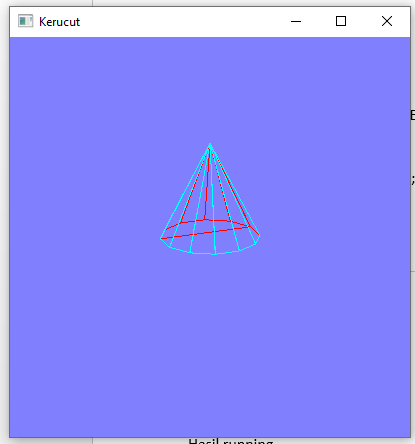 Kerucut
E
;
Hasil running